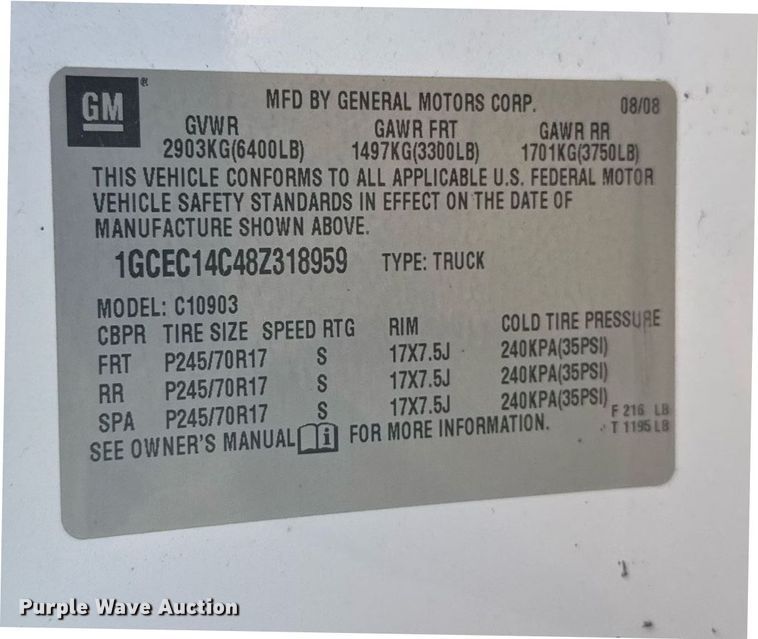 GM ®
MFD BY GENERAL MOTORS CORP. 08/08
GVWR GAWR FRT GAWR RR
2903KG(6400LB) 1497KG(3300LB) 1701KG(3750LB)
THIS VEHICLE CONFORMS TO ALL APPLICABLE U.S. FEDERAL MOTOR
VEHICLE SAFETY STANDARDS IN EFFECT ON THE DATE OF
MANUFACTURE SHOWN ABOVE.
1GCEC14C48Z318959 TYPE: TRUCK
MODEL: C10903
CBPR TIRE SIZE SPEED RTG RIM COLD TIRE PRESSURE
FRT P245/70R17 S 17X7.5J 240KPA(35PSI)
RR P245/70R17 S 17X7.5J 240KPA(35PSI)
SPA P245/70R17 S 17X7.5J 240KPA(35PSI)
F 216 LB
T 1195 LB
SEE OWNER'S MANUAL i FOR MORE INFORMATION.
Purple Wave Auction